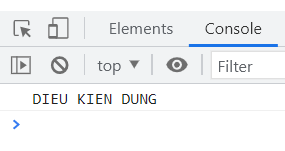 Elements Console
top Filter
DIEU KIEN DUNG